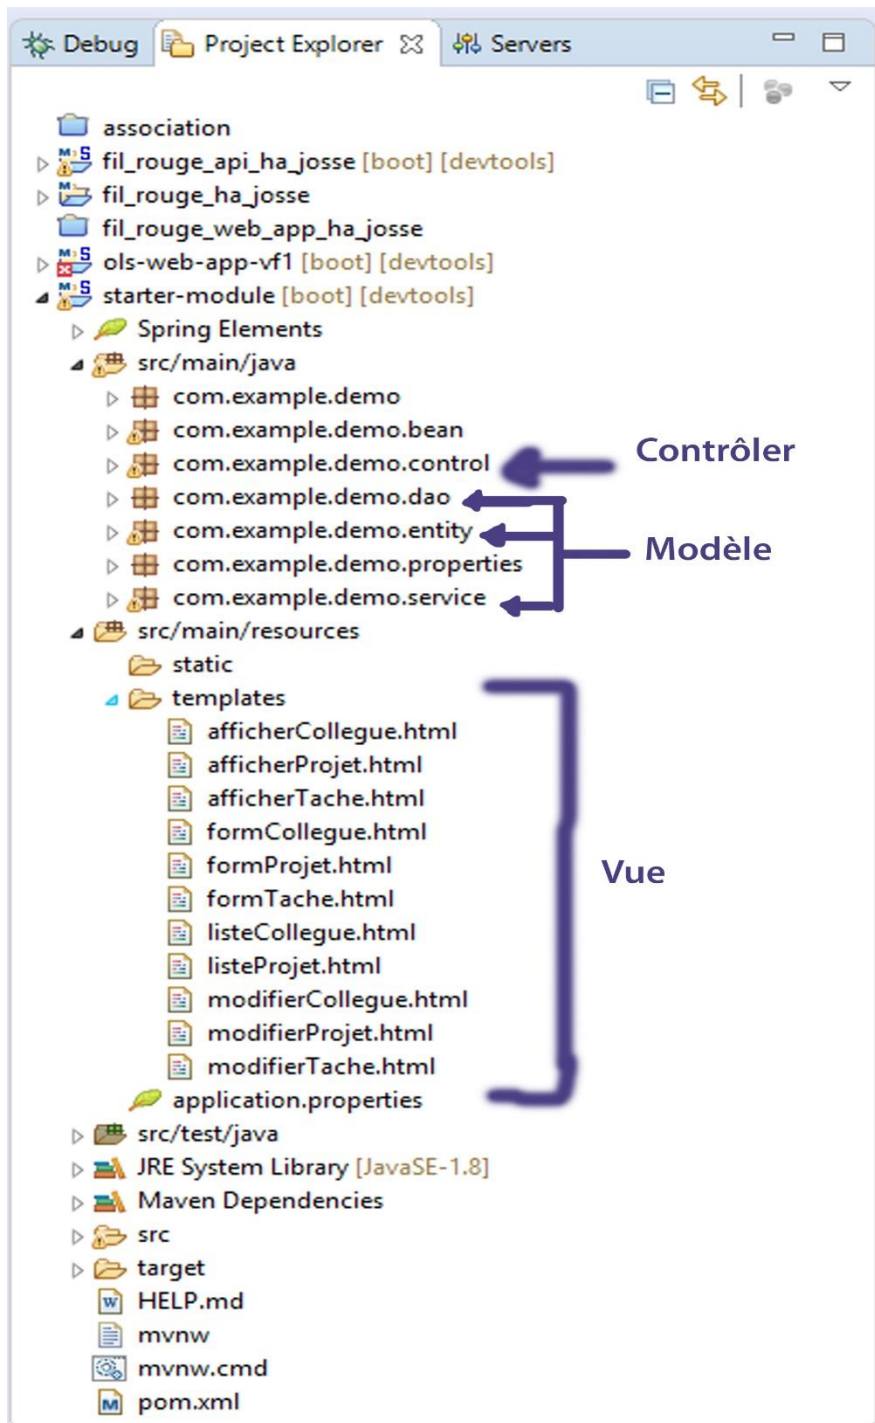 Debug Project Explorer Servers
association
fil_rouge_api_ha_josse [boot] [devtools]
fil_rouge_ha_josse
fil_rouge_web_app_ha_josse
ols-web-app-vf1 [boot] [devtools]
starter-module [boot] [devtools]
Spring Elements
src/main/java
com.example.demo
com.example.demo.bean
com.example.demo.control Contrôler
com.example.demo.dao
com.example.demo.entity Modèle
com.example.demo.properties
com.example.demo.service
src/main/resources
static
templates
afficherCollegue.html
afficherProjet.html
afficherTache.html
formCollegue.html
formProjet.html Vue
formTache.html
listeCollegue.html
listeProjet.html
modifierCollegue.html
modifierProjet.html
modifierTache.html
application.properties
src/test/java
JRE System Library [JavaSE-1.8]
Maven Dependencies
src
target
HELP.md
mvnw
mvnw.cmd
pom.xml